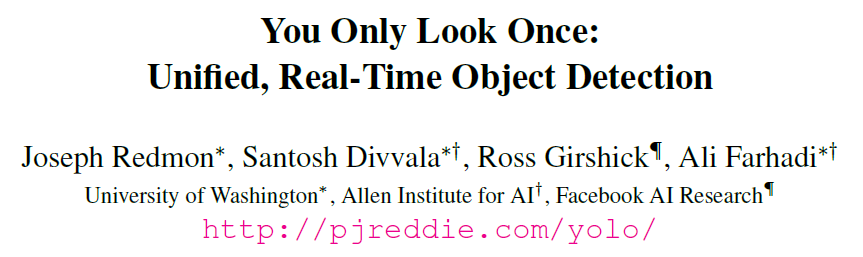 You Only Look Once:
Unified, Real-Time Object Detection
Joseph Redmon*, Santosh Divvala*†, Ross Girshick¶, Ali Farhadi*†
University of Washington*, Allen Institute for AI†, Facebook AI Research¶
http://pjreddie.com/yolo/